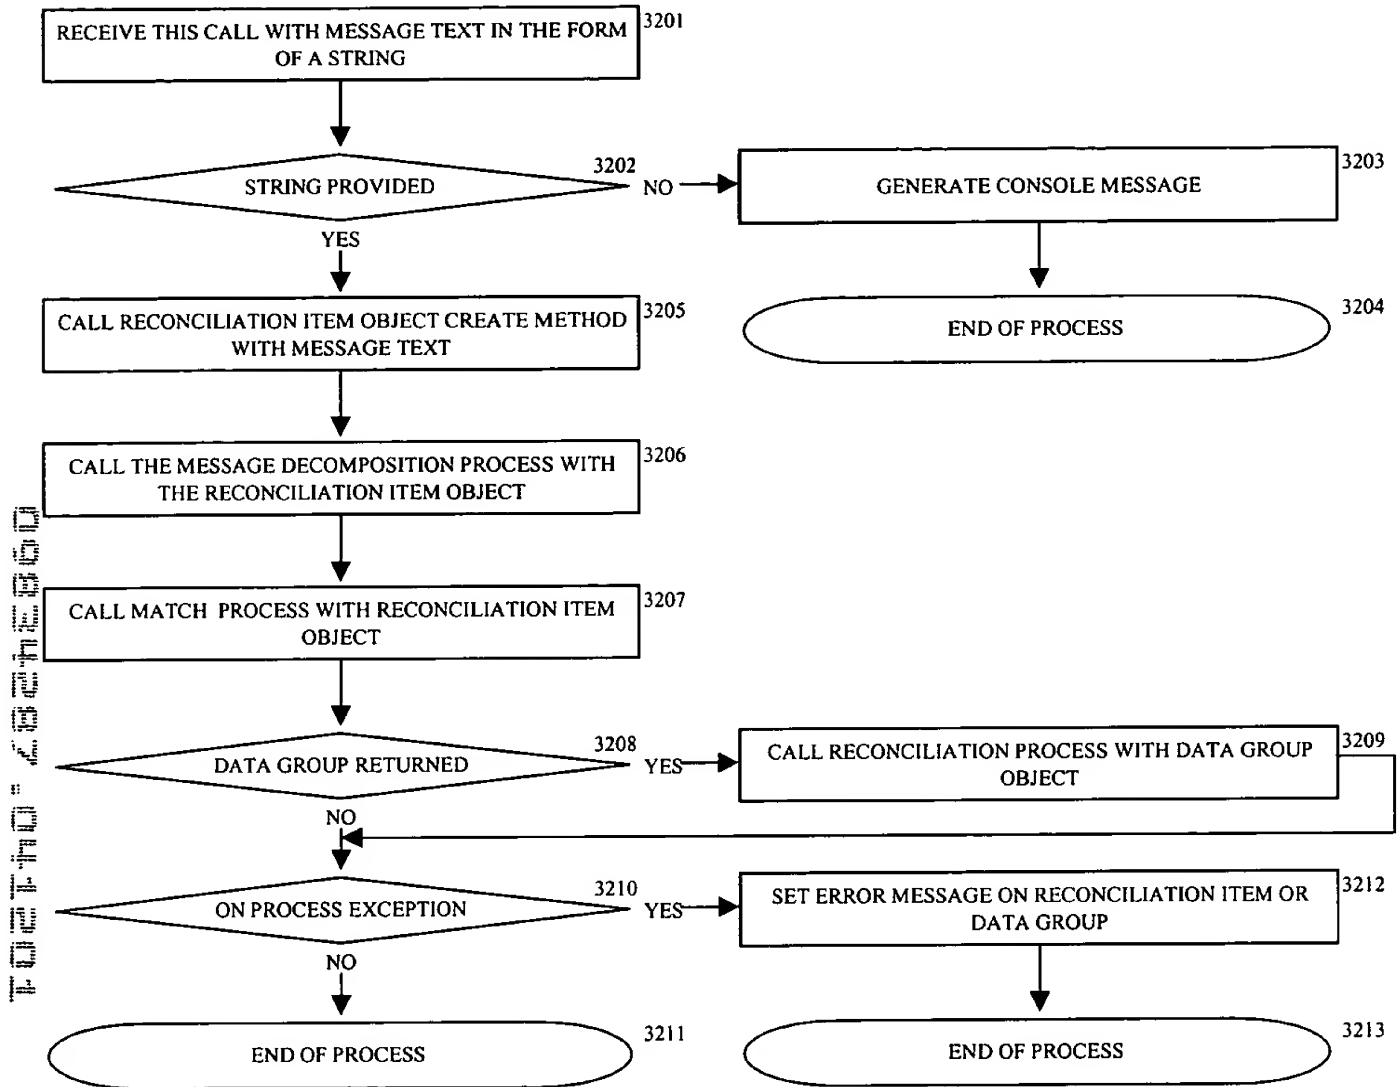 RECEIVE THIS CALL WITH MESSAGE TEXT IN THE FORM
OF A STRING
3201
3202
STRING PROVIDED
NO
3203
GENERATE CONSOLE MESSAGE
YES
3205
CALL RECONCILIATION ITEM OBJECT CREATE METHOD
WITH MESSAGE TEXT
3204
END OF PROCESS
3206
CALL THE MESSAGE DECOMPOSITION PROCESS WITH
THE RECONCILIATION ITEM OBJECT
3207
CALL MATCH PROCESS WITH RECONCILIATION ITEM
OBJECT
3208
DATA GROUP RETURNED
YES
3209
CALL RECONCILIATION PROCESS WITH DATA GROUP
OBJECT
NO
3210
ON PROCESS EXCEPTION
YES
3212
SET ERROR MESSAGE ON RECONCILIATION ITEM OR
DATA GROUP
NO
3211
END OF PROCESS
3213
END OF PROCESS